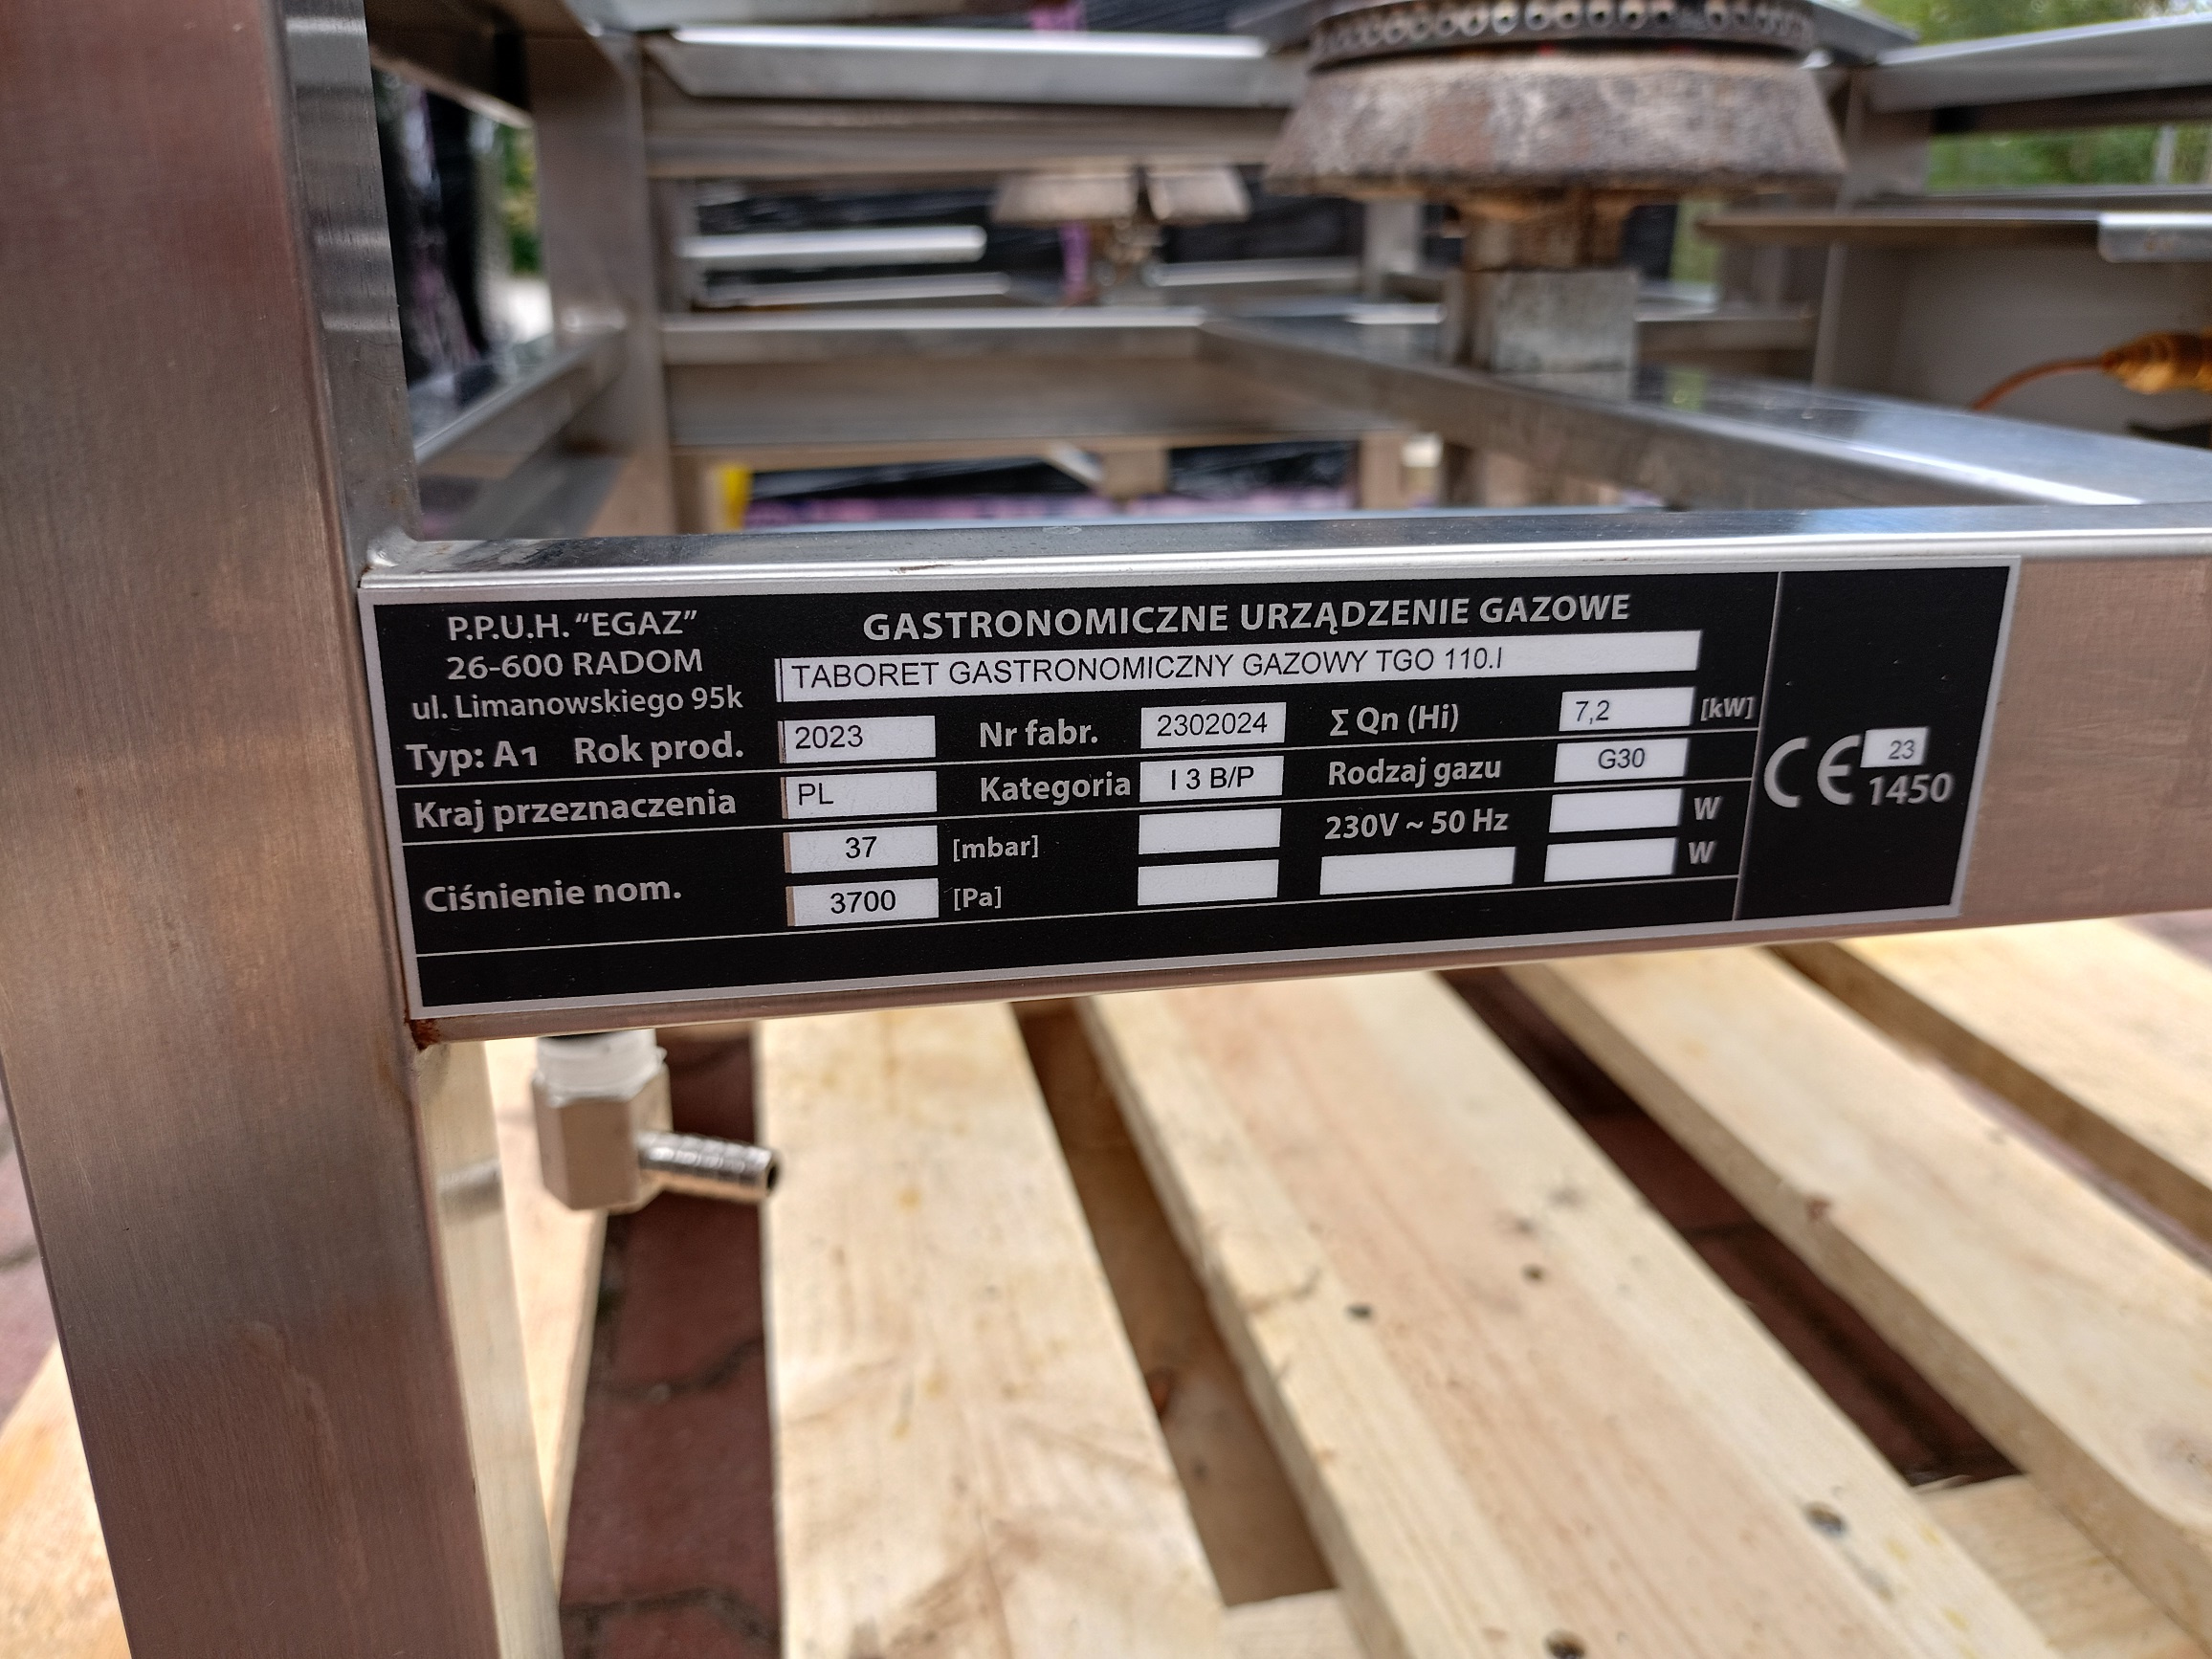 P.P.U.H. “EGAZ”
26-600 RADOM
ul. Limanowskiego 95k
GASTRONOMICZNE URZĄDZENIE GAZOWE
TABORET GASTRONOMICZNY GAZOWY TGO 110.I
Typ: A1 Rok prod. 2023 Nr fabr. 2302024 Σ Qn (Hi) 7,2 [kW]
Kraj przeznaczenia PL Kategoria I 3 B/P Rodzaj gazu G30
Ciśnienie nom. 37 [mbar] 230V ~ 50 Hz W
3700 [Pa] W
CE 23
1450